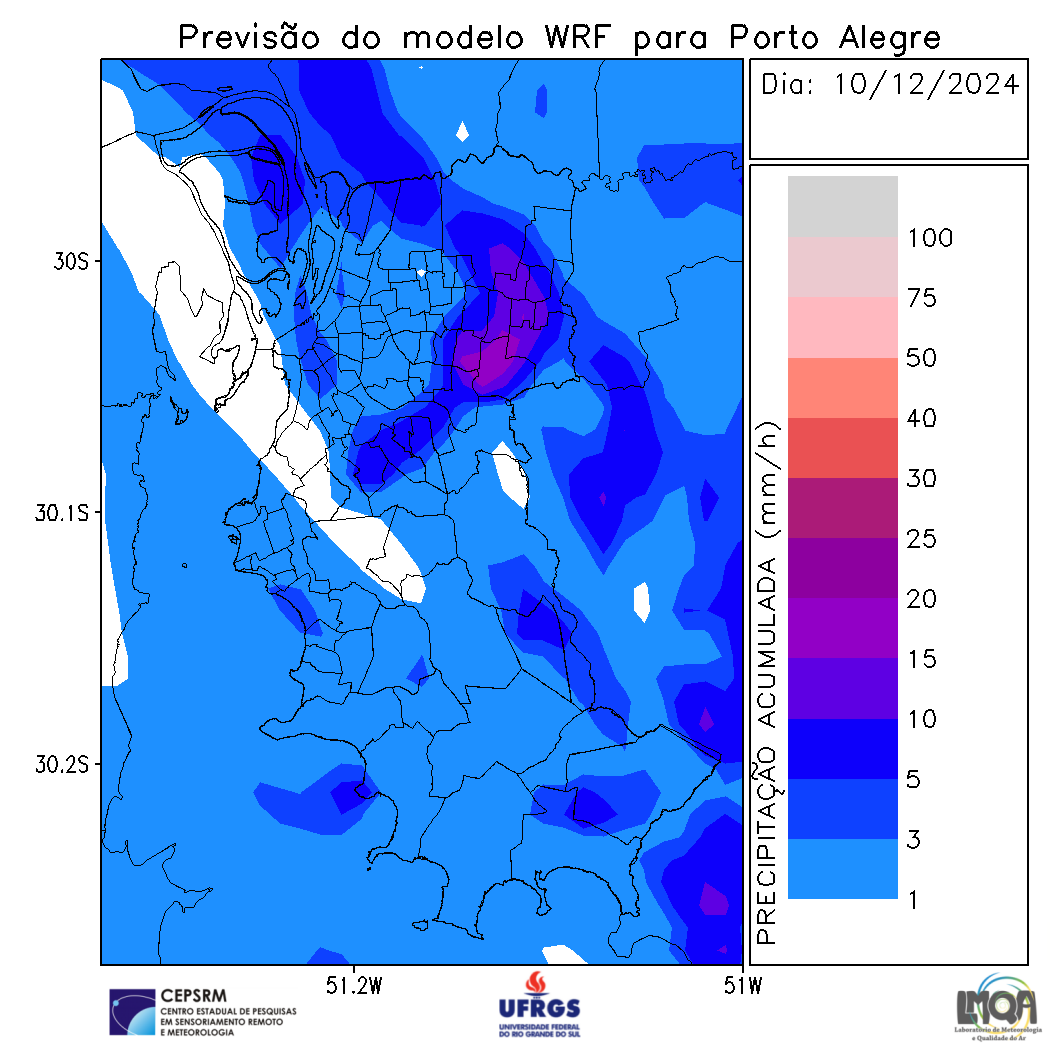 Previsão do modelo WRF para Porto Alegre
Dia: 10/12/2024
30S
30.1S
30.2S
51.2W
51W
PRECIPITAÇÃO ACUMULADA (mm/h)
100
75
50
40
30
25
20
15
10
5
3
1
CEPSRM
CENTRO ESTADUAL DE PESQUISAS
EM SENSORIAMENTO REMOTO
E METEOROLOGIA
UFRGS
UNIVERSIDADE FEDERAL
DO RIO GRANDE DO SUL
LMQA
Laboratório de Meteorologia
e Qualidade do Ar